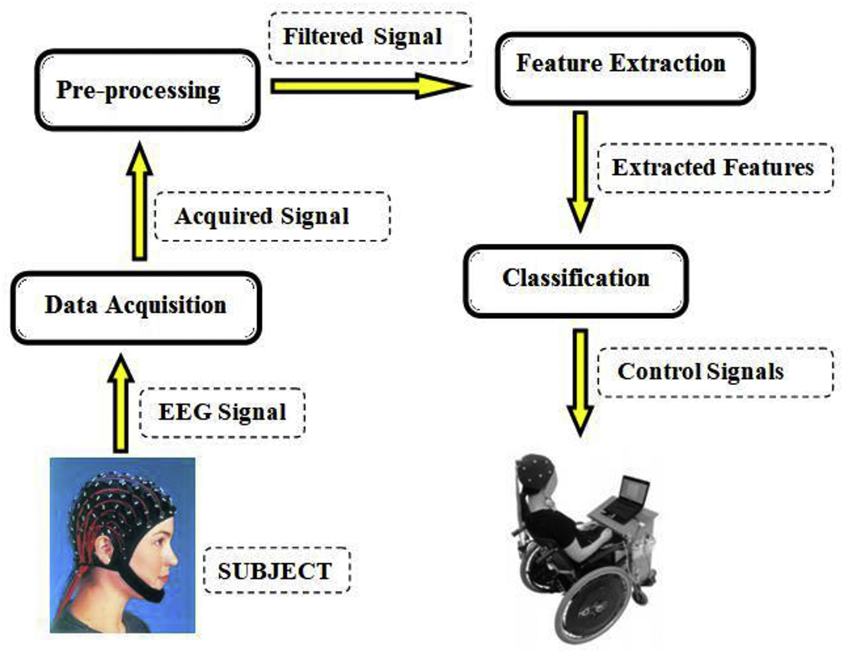 Filtered Signal
Pre-processing
Feature Extraction
Extracted Features
Acquired Signal
Data Acquisition
Classification
Control Signals
EEG Signal
SUBJECT